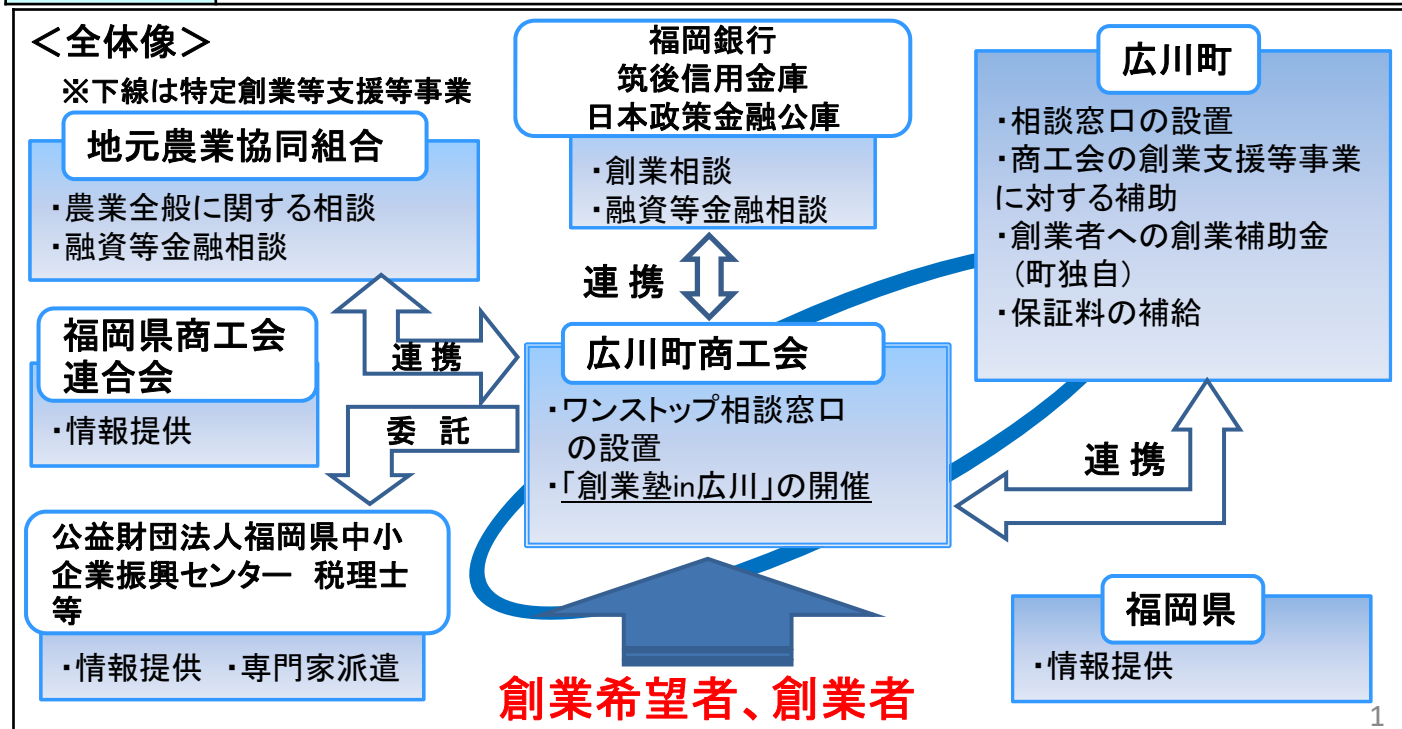 ＜全体像＞
※下線は特定創業等支援等事業
地元農業協同組合
・農業全般に関する相談
・融資等金融相談
福岡銀行
筑後信用金庫
日本政策金融公庫
・創業相談
・融資等金融相談
広川町
・相談窓口の設置
・商工会の創業支援等事業
に対する補助
・創業者への創業補助金
（町独自）
・保証料の補給
連 携
福岡県商工会
連合会
・情報提供
連 携
委 託
広川町商工会
・ワンストップ相談窓口
の設置
・「創業塾in広川」の開催
連 携
公益財団法人福岡県中小
企業振興センター　税理士
等
・情報提供　・専門家派遣
福岡県
・情報提供
創業希望者、創業者
1